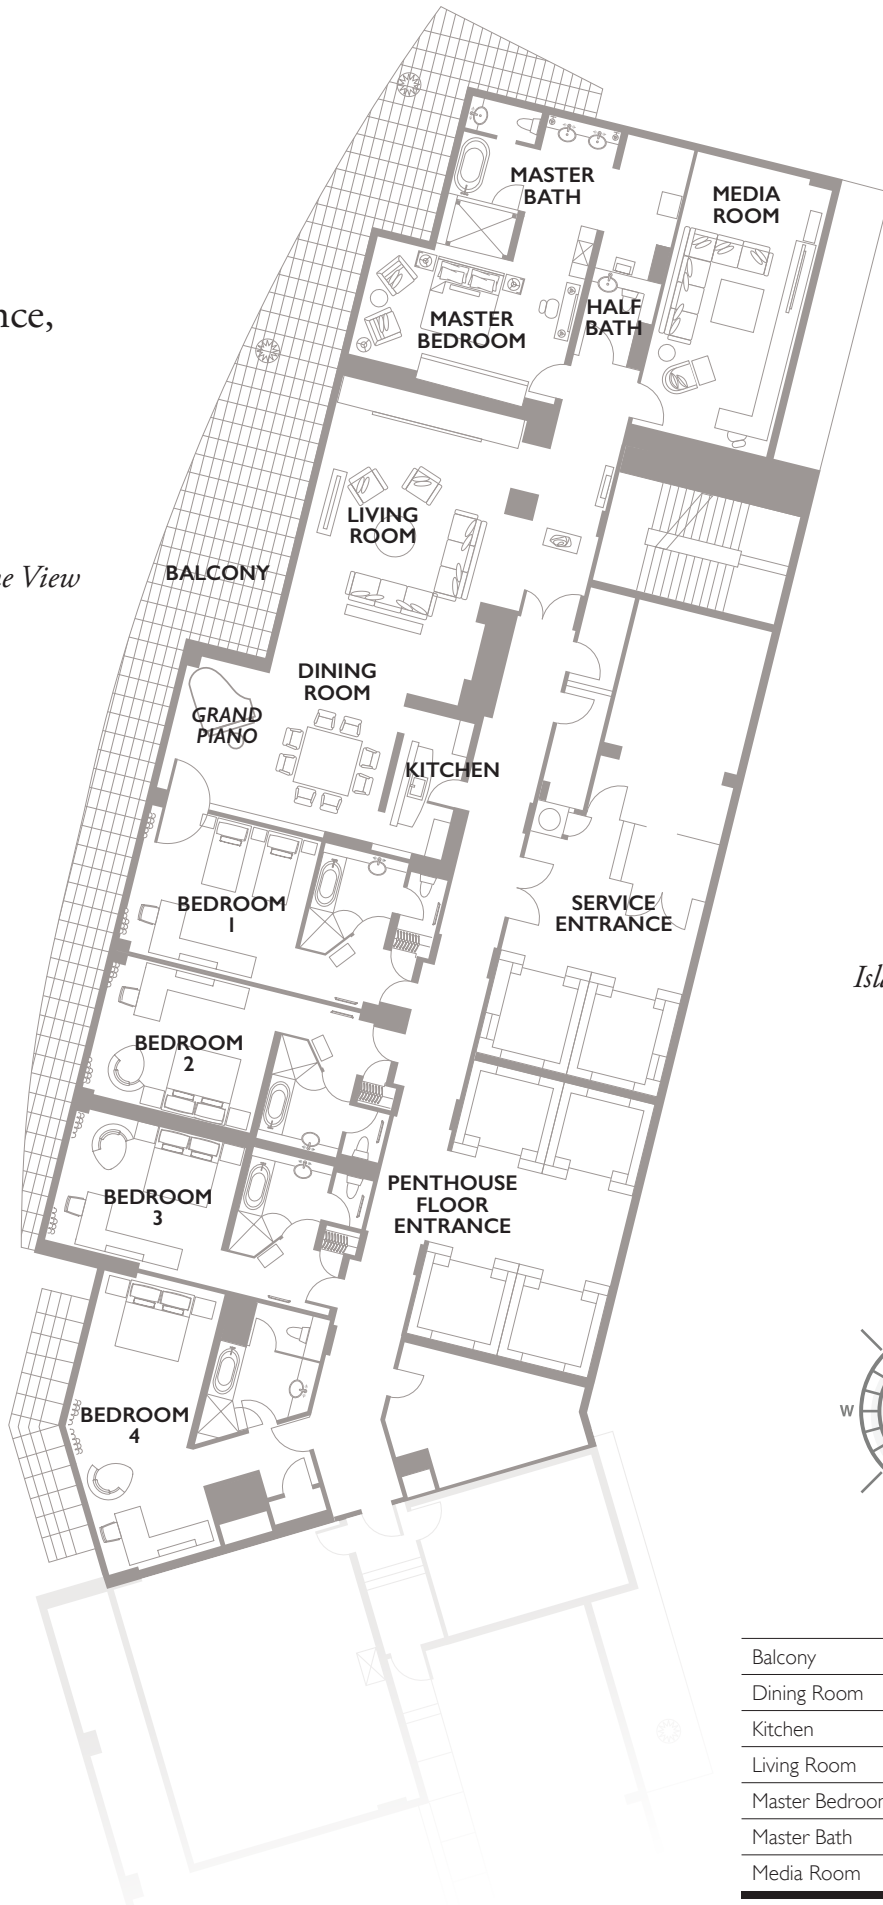 nce,
e View
MASTER
BATH
MEDIA
ROOM
MASTER
BEDROOM
HALF
BATH
LIVING
ROOM
BALCONY
DINING
ROOM
GRAND
PIANO
KITCHEN
BEDROOM
1
SERVICE
ENTRANCE
Isla
BEDROOM
2
PENTHOUSE
FLOOR
ENTRANCE
BEDROOM
3
BEDROOM
4
W
Balcony
Dining Room
Kitchen
Living Room
Master Bedroom
Master Bath
Media Room